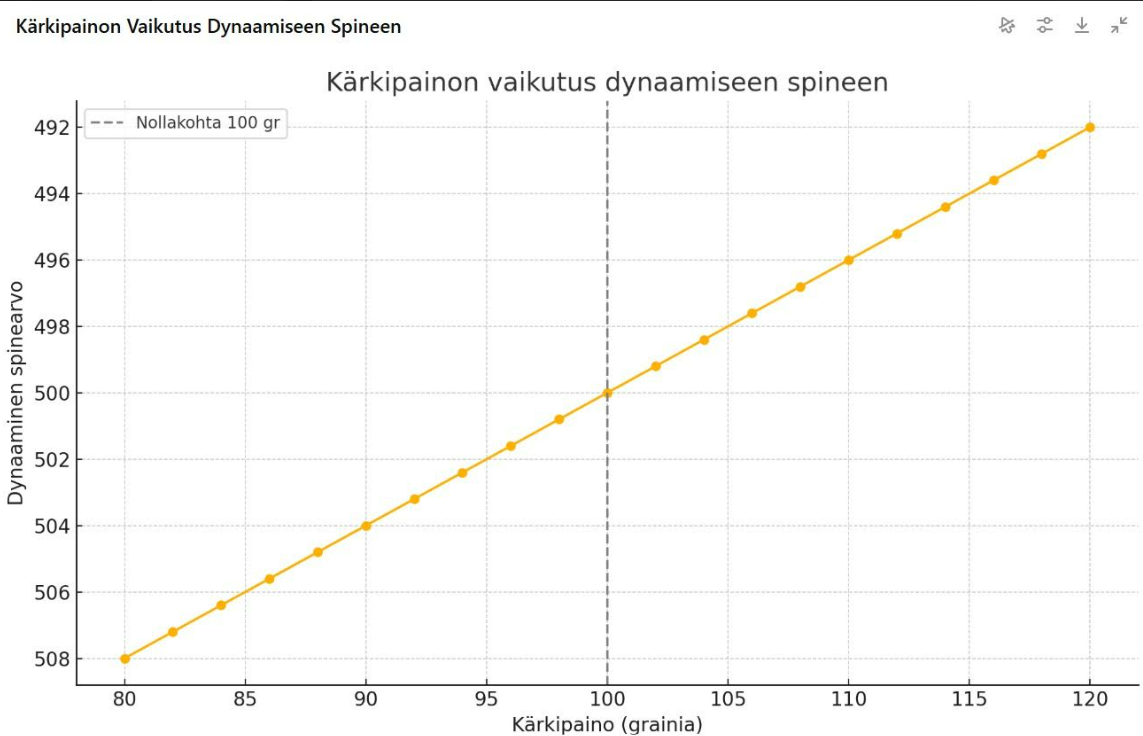 Kärkipainon Vaikutus Dynaamiseen Spineen
Kärkipainon vaikutus dynaamiseen spineen
Nollakohta 100 gr
Dynaaminen spinearvo
492
494
496
498
500
502
504
506
508
80 85 90 95 100 105 110 115 120
Kärkipaino (grainia)